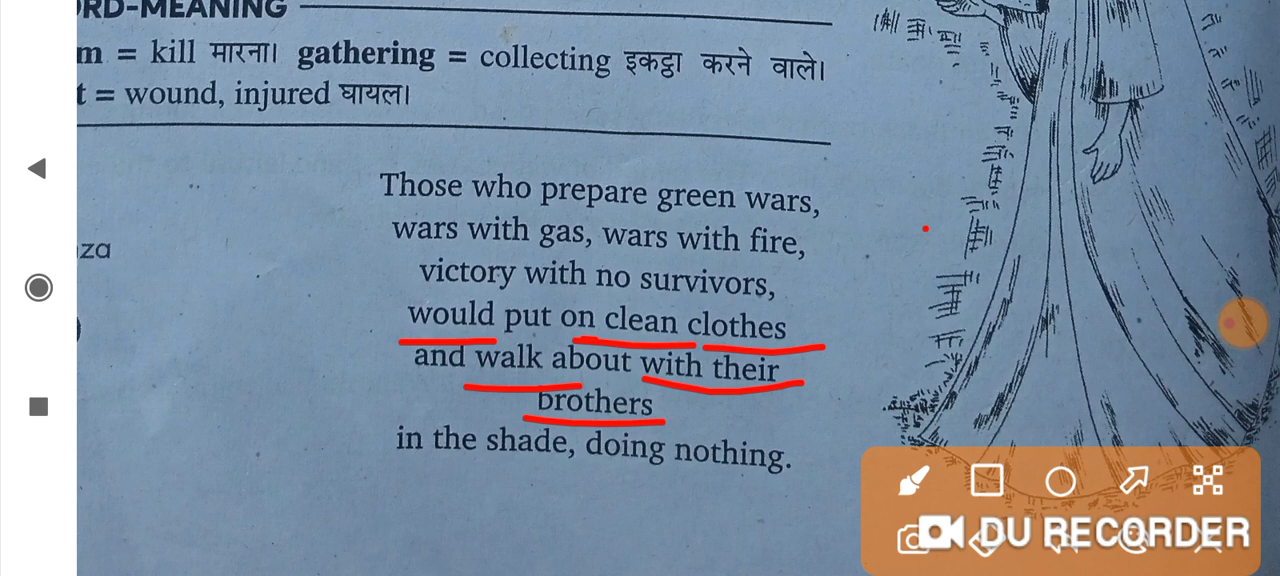 RD-MEANING
m = kill मारना। gathering = collecting इकट्ठा करने वाले।
t = wound, injured घायल।
Those who prepare green wars,
wars with gas, wars with fire,
victory with no survivors,
would put on clean clothes
and walk about with their
brothers
in the shade, doing nothing.
za
DU RECORDER